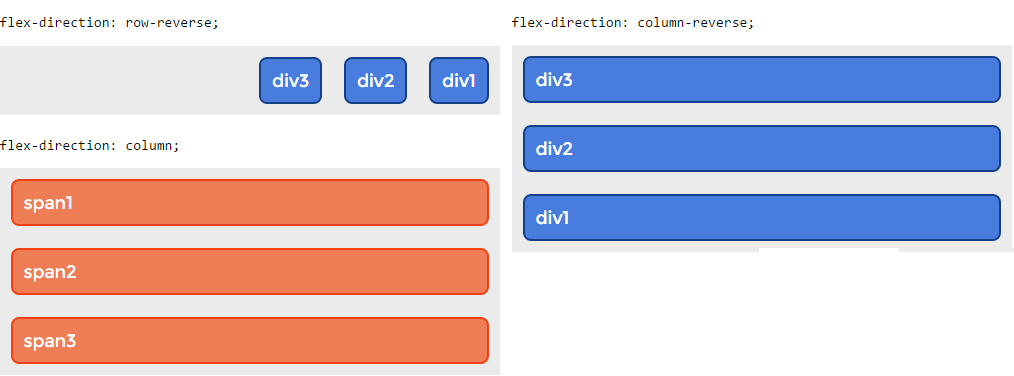 flex-direction: row-reverse;
div3 div2 div1
flex-direction: column;
span1
span2
span3
flex-direction: column-reverse;
div3
div2
div1